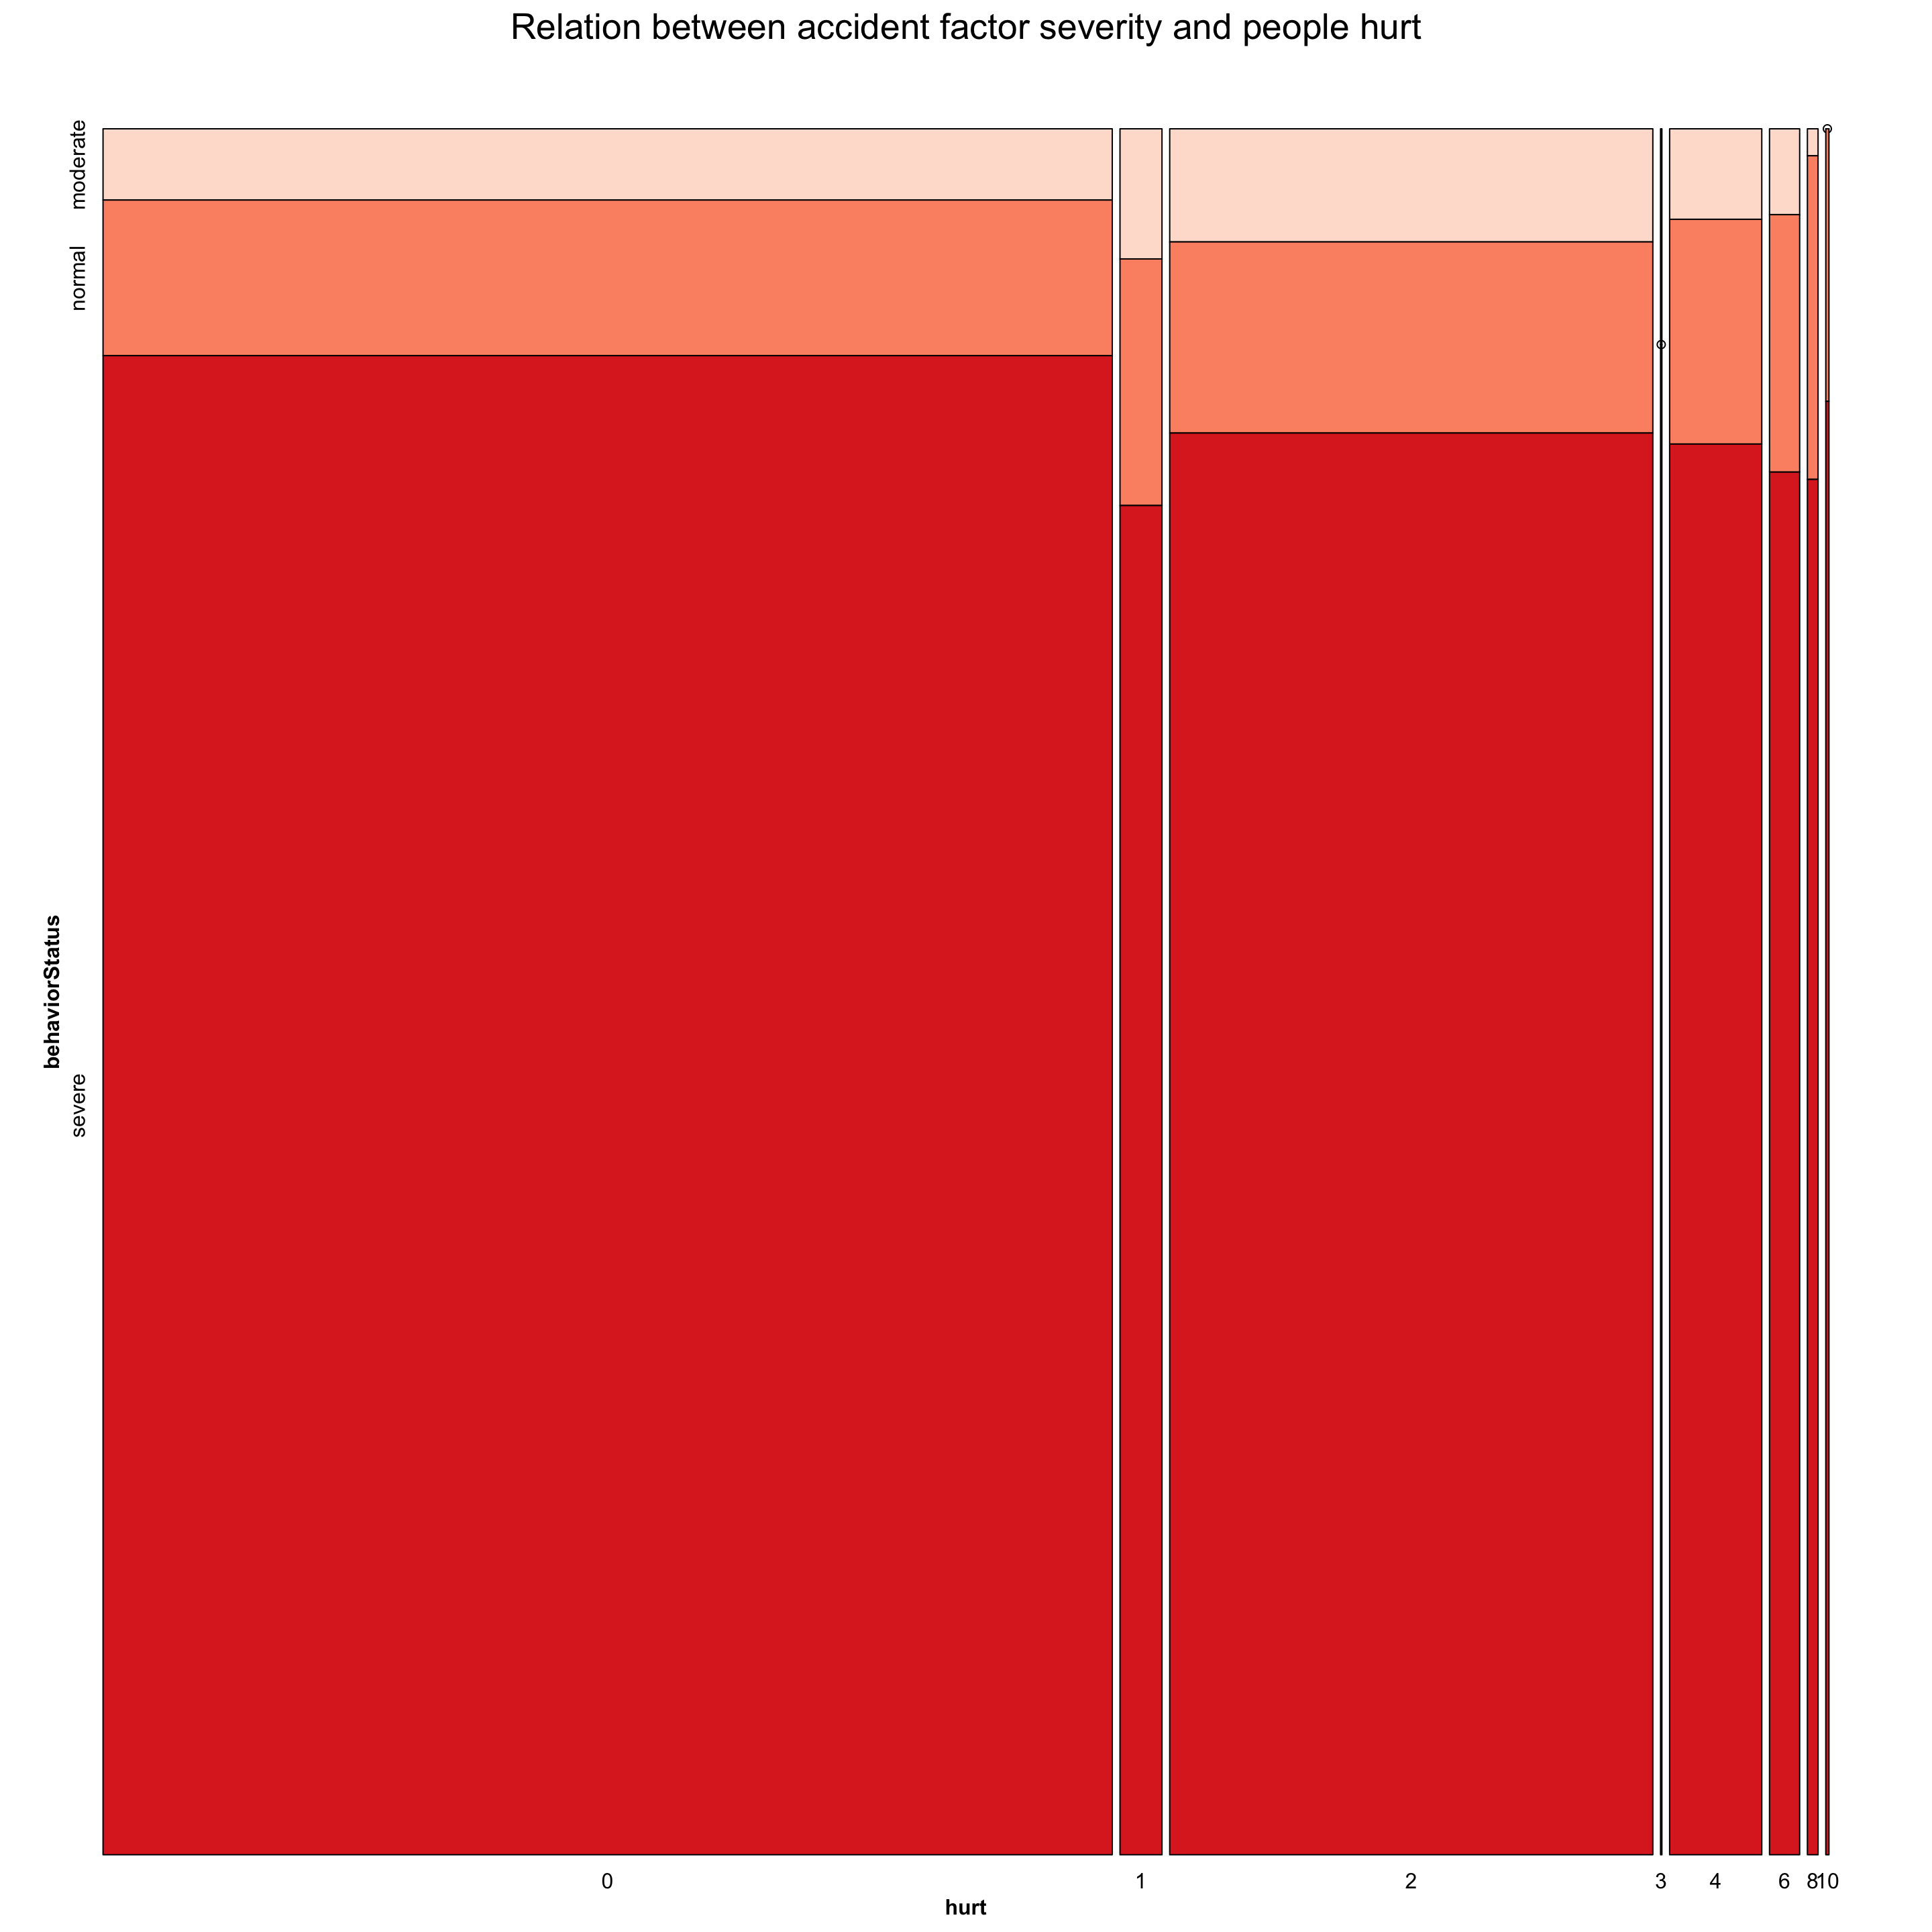 Relation between accident factor severity and people hurt
moderate
normal
severe
behaviorStatus
0 1 2 3 4 6 8 10
hurt